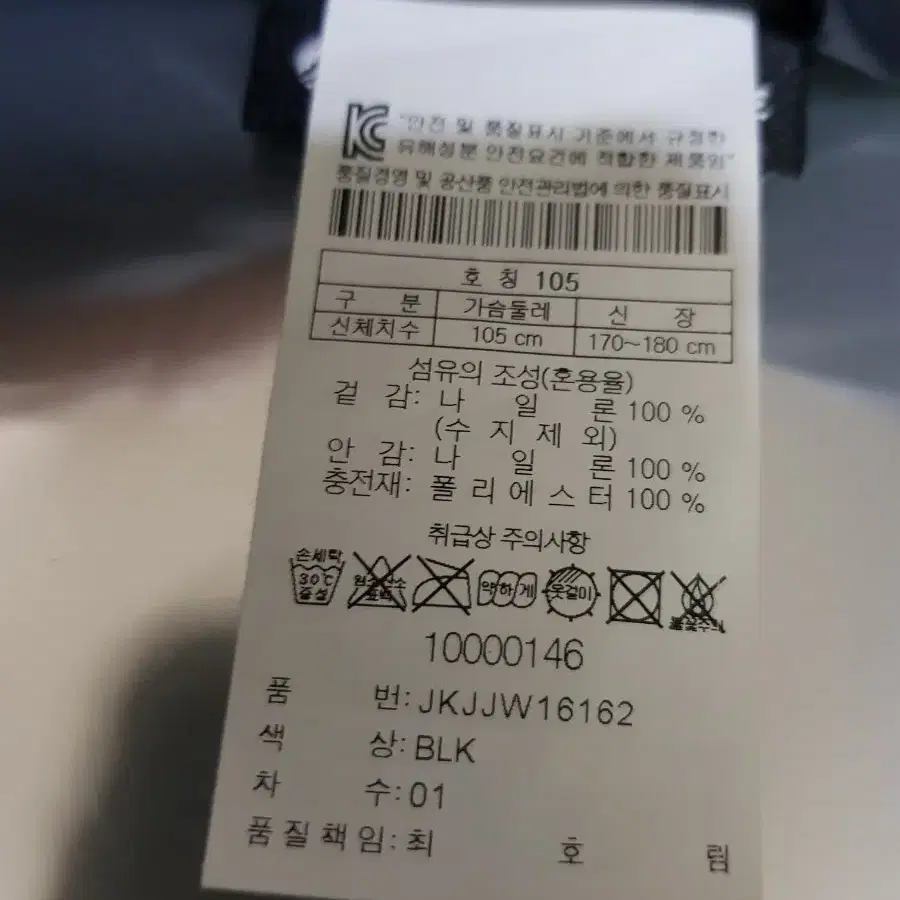 KC "안전 및 품질표시 기준에서 규정한
유해성분 안전요건에 적합한 제품임"
품질경영 및 공산품 안전관리법에 의한 품질표시
호 칭 105
구 분 가슴둘레 신 장
신체치수 105 cm 170~180 cm
섬유의 조성(혼용율)
겉 감: 나 일 론 100 %
(수 지 제 외)
안 감: 나 일 론 100 %
충전재: 폴 리 에 스 터 100 %
취급상 주의사항
손세탁
30℃
중성
약하게
옷걸이
불꽃주의
10000146
품 번: JKJJW16162
색 상: BLK
차 수: 01
품 질 책 임: 최 호 림